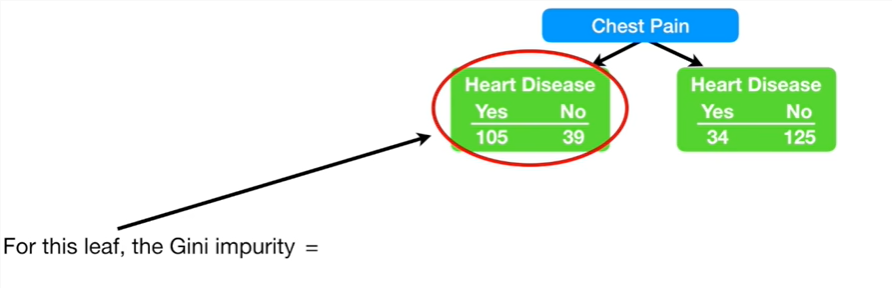 Chest Pain
Heart Disease
Yes No
105 39
Heart Disease
Yes No
34 125
For this leaf, the Gini impurity =